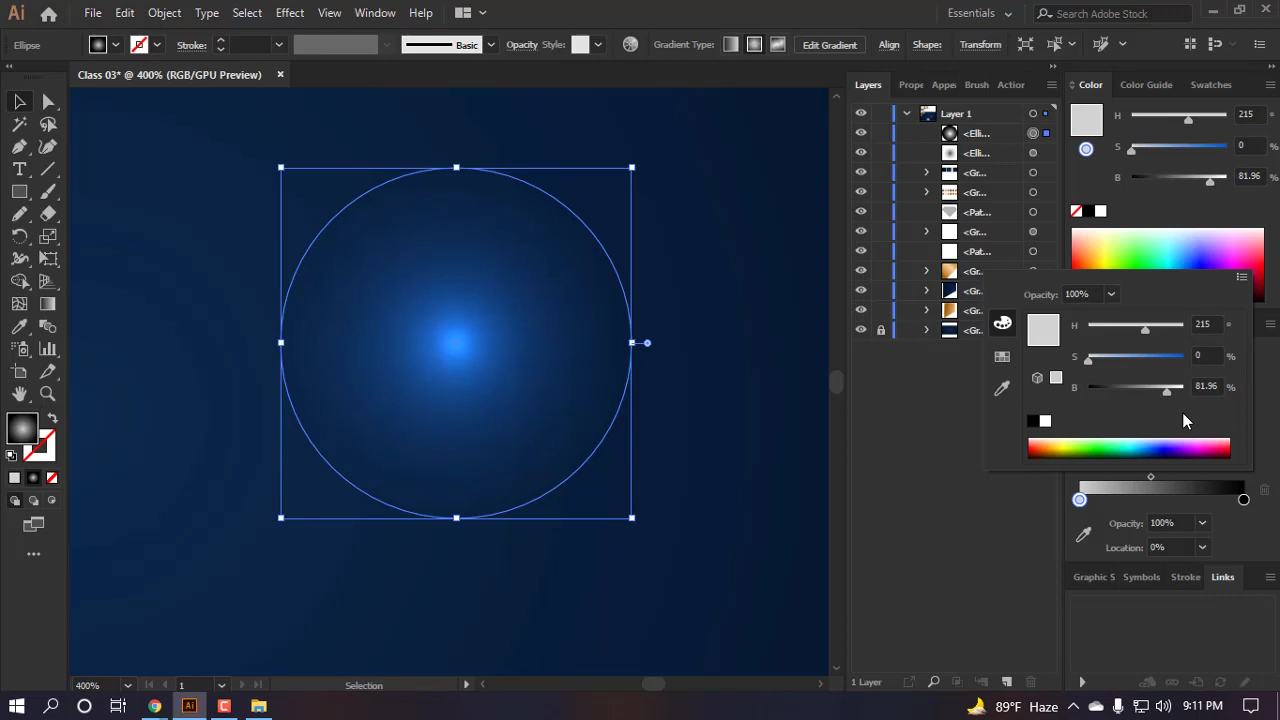 Ai File Edit Object Type Select Effect View Window Help Essentials Search Adobe Stock
Ellipse Stroke: Basic Opacity Style: Gradient Type: Edit Gradient Align Shape: Transform
Class 03* @ 400% (RGB/GPU Preview) ×
Layers Prope Appea Brush Action
Color Color Guide Swatches
Layer 1
<Elli...
<Elli...
<Gr...
<Gr...
<Pat...
<Gr...
<Pat...
<Gr...
<Gr...
<Gr...
<Gr...
H 215 °
S 0 %
B 81.96 %
Opacity: 100%
H 215 °
S 0 %
B 81.96 %
Opacity: 100%
Location: 0%
Graphic S Symbols Stroke Links
400% 1 Selection
1 Layer
Ai 89°F Haze 9:11 PM